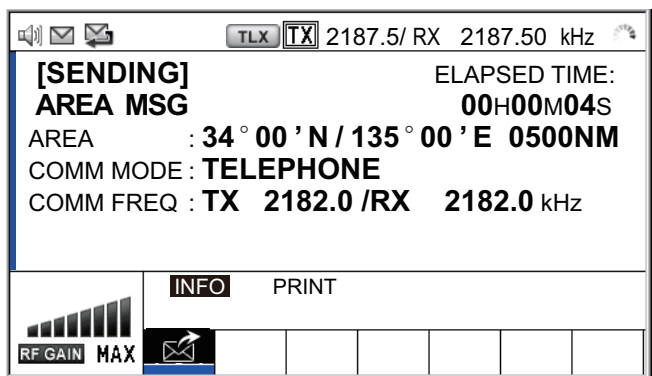 TLX TX 2187.5/ RX 2187.50 kHz
[SENDING] ELAPSED TIME:
AREA MSG 00H00M04S
AREA : 34°00'N / 135°00'E 0500NM
COMM MODE : TELEPHONE
COMM FREQ : TX 2182.0 /RX 2182.0 kHz
INFO PRINT
RF GAIN MAX